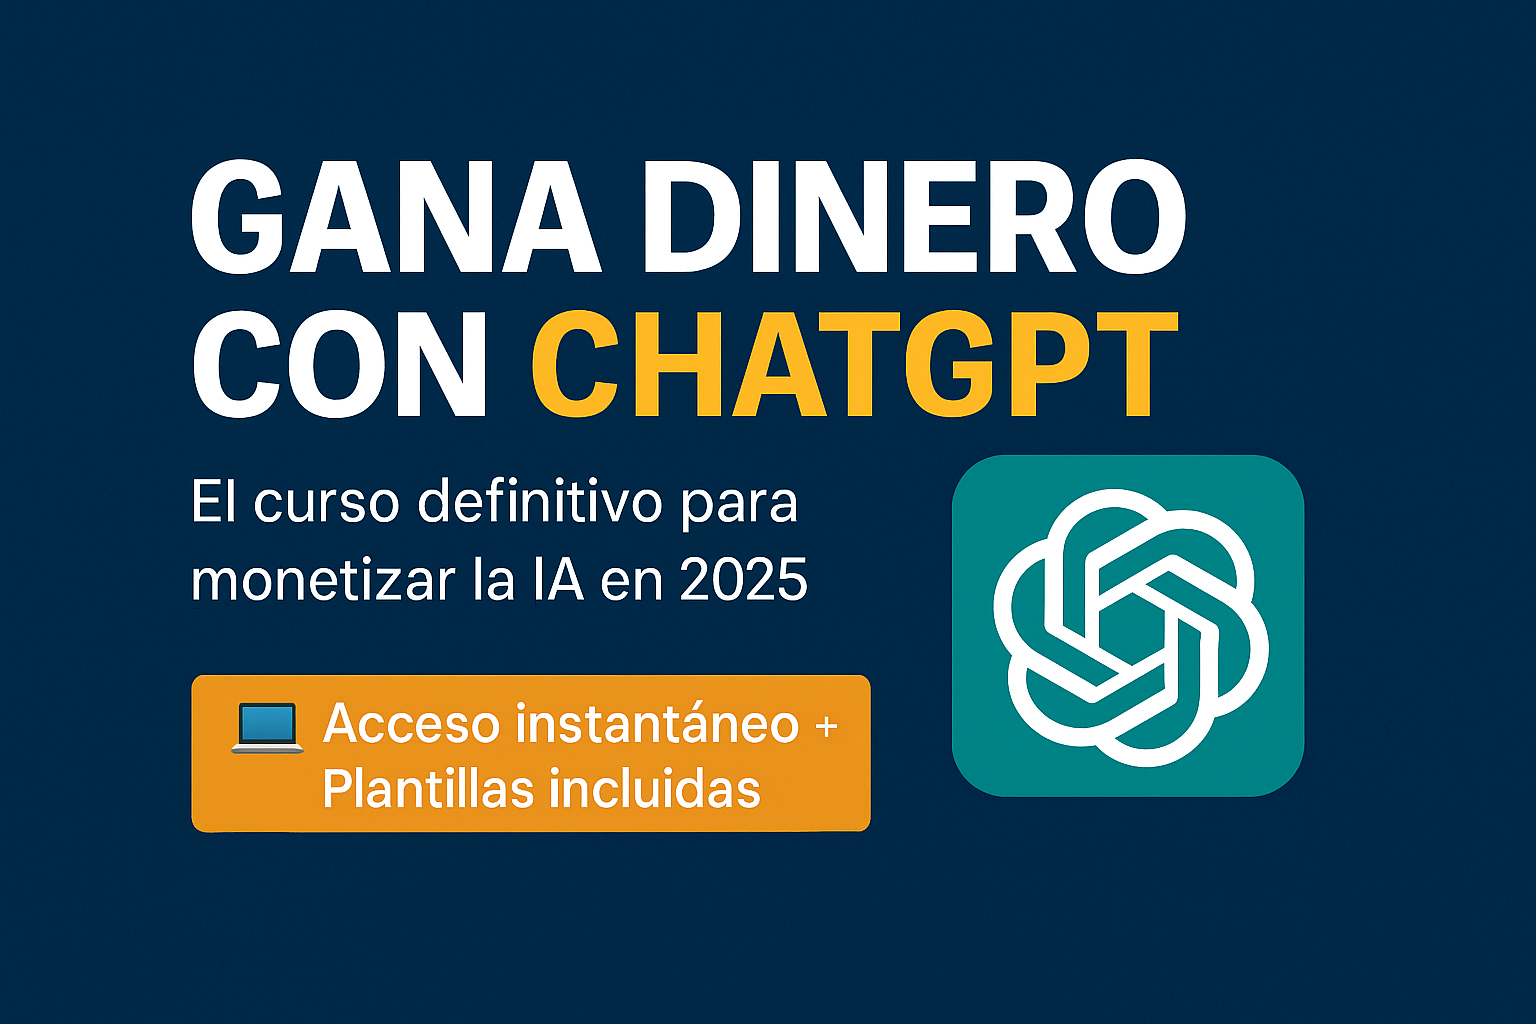 GANA DINERO
CON CHATGPT
El curso definitivo para
monetizar la IA en 2025
Acceso instantáneo +
Plantillas incluidas